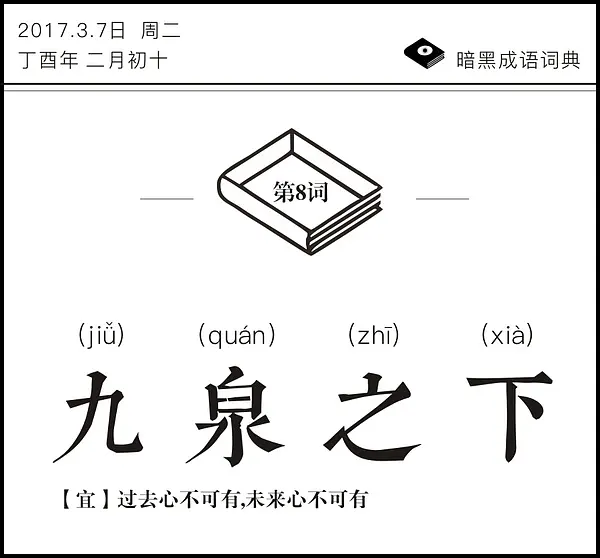 2017.3.7日 周二
丁酉年 二月初十
暗黑成语词典
第8词
(jiǔ) (quán) (zhī) (xià)
九泉之下
【宜】过去心不可有,未来心不可有